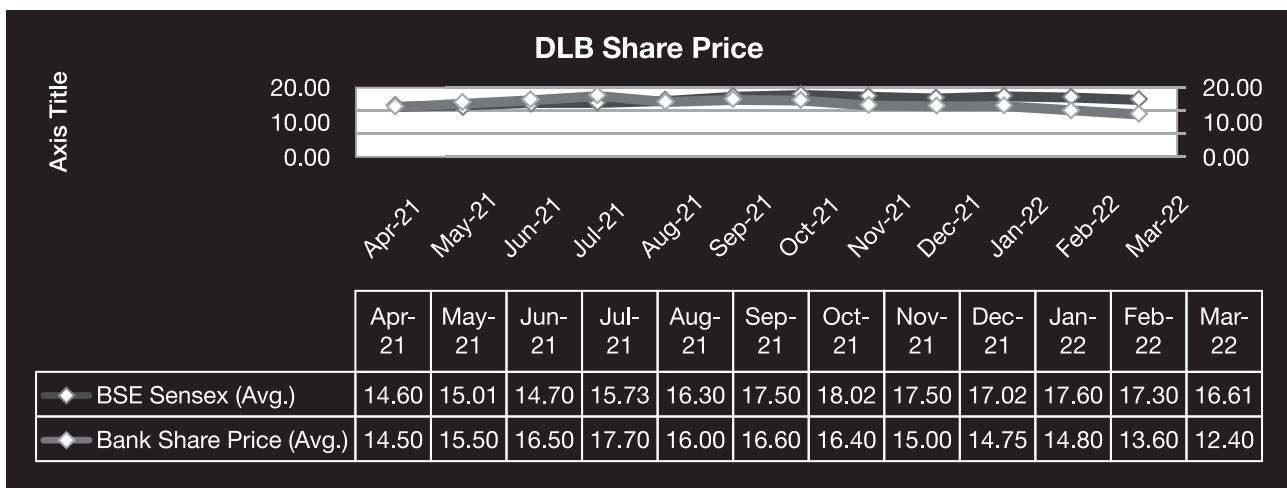 DLB Share Price
Axis Title
20.00
10.00
0.00
20.00
10.00
0.00
Apr-21
May-21
Jun-21
Jul-21
Aug-21
Sep-21
Oct-21
Nov-21
Dec-21
Jan-22
Feb-22
Mar-22
Apr- May- Jun- Jul- Aug- Sep- Oct- Nov- Dec- Jan- Feb- Mar-
21 21 21 21 21 21 21 21 21 22 22 22
BSE Sensex (Avg.) 14.60 15.01 14.70 15.73 16.30 17.50 18.02 17.50 17.02 17.60 17.30 16.61
Bank Share Price (Avg.) 14.50 15.50 16.50 17.70 16.00 16.60 16.40 15.00 14.75 14.80 13.60 12.40